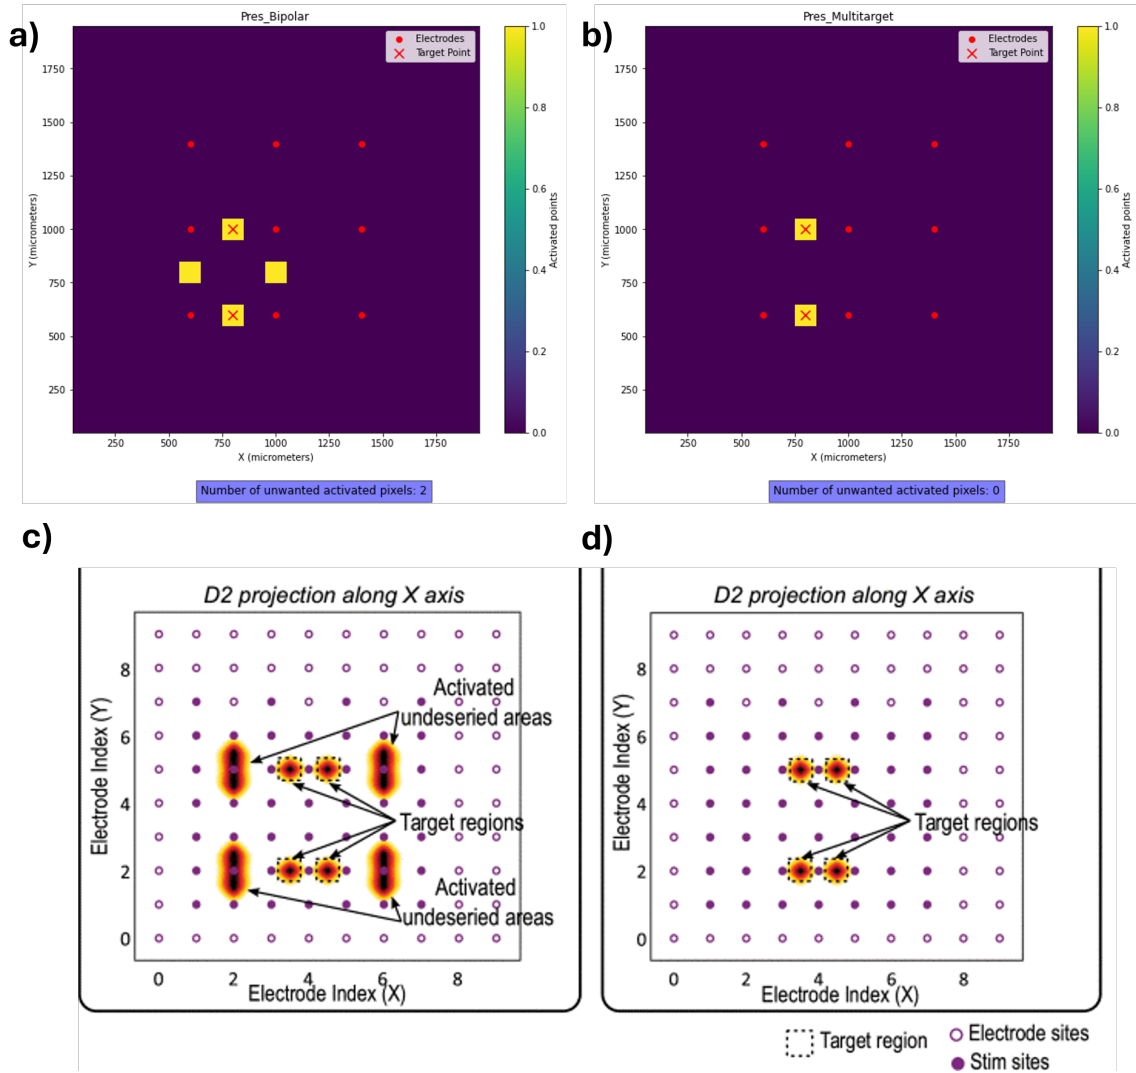 a)
Pres_Bipolar
Electrodes
Target Point
1750
1500
1250
1000
750
500
250
Y (micrometers)
250
500
750
1000
1250
1500
1750
X (micrometers)
1.0
0.8
0.6
0.4
0.2
0.0
Activated points
Number of unwanted activated pixels: 2
b)
Pres_Multitarget
Electrodes
Target Point
1750
1500
1250
1000
750
500
250
Y (micrometers)
250
500
750
1000
1250
1500
1750
X (micrometers)
1.0
0.8
0.6
0.4
0.2
0.0
Activated points
Number of unwanted activated pixels: 0
c)
D2 projection along X axis
Activated
undeseried areas
Target regions
Activated
undeseried areas
8
6
4
2
0
Electrode Index (Y)
0
2
4
6
8
Electrode Index (X)
d)
D2 projection along X axis
Target regions
8
6
4
2
0
Electrode Index (Y)
0
2
4
6
8
Electrode Index (X)
Target region
Electrode sites
Stim sites